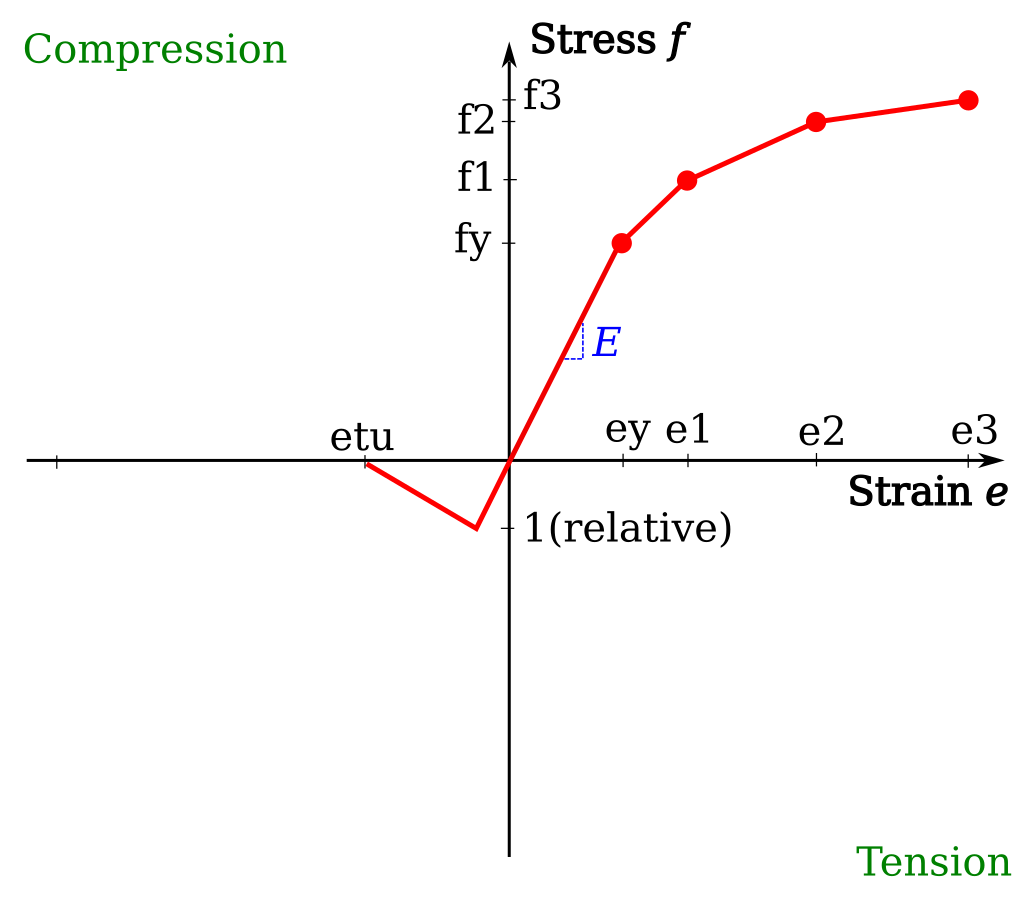 Stress f
Compression
f3
f2
f1
fy
E
etu
ey
e1
e2
e3
Strain e
1(relative)
Tension